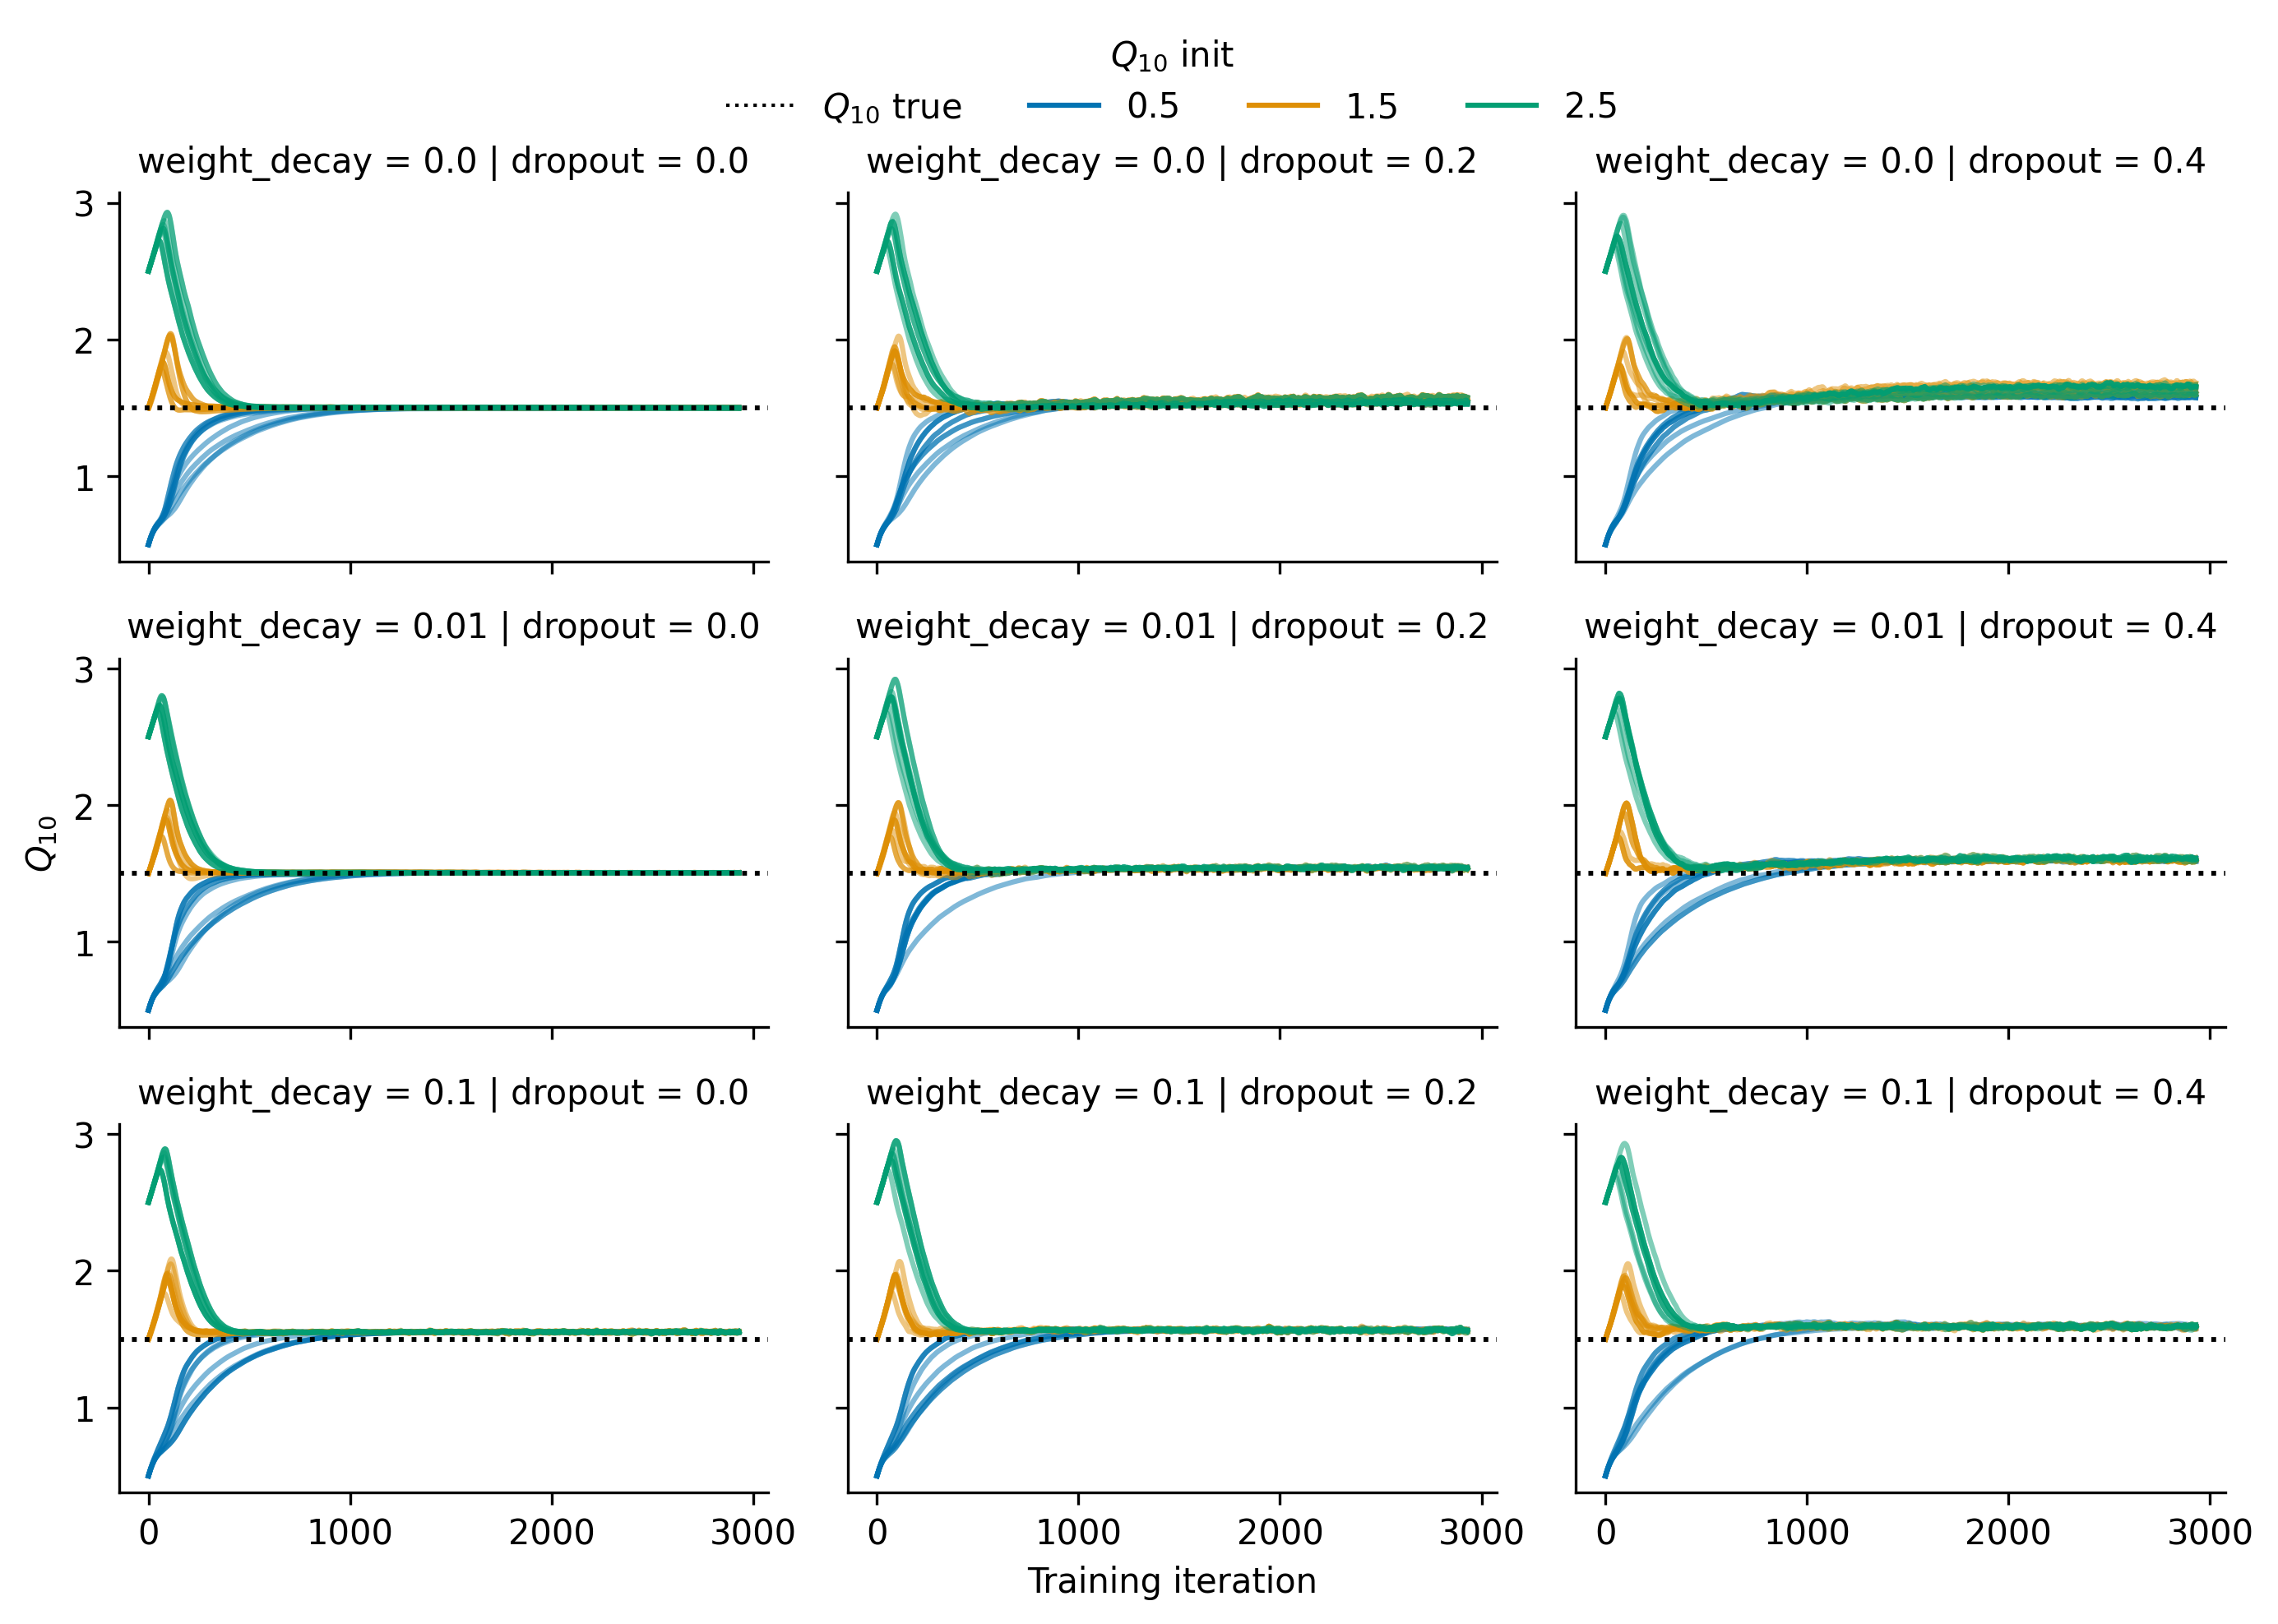 Q10 init
Q10 true 0.5 1.5 2.5
weight_decay = 0.0 | dropout = 0.0
weight_decay = 0.0 | dropout = 0.2
weight_decay = 0.0 | dropout = 0.4
3
2
1
weight_decay = 0.01 | dropout = 0.0
weight_decay = 0.01 | dropout = 0.2
weight_decay = 0.01 | dropout = 0.4
3
2
1
Q10
weight_decay = 0.1 | dropout = 0.0
weight_decay = 0.1 | dropout = 0.2
weight_decay = 0.1 | dropout = 0.4
3
2
1
0 1000 2000 3000
0 1000 2000 3000
0 1000 2000 3000
Training iteration